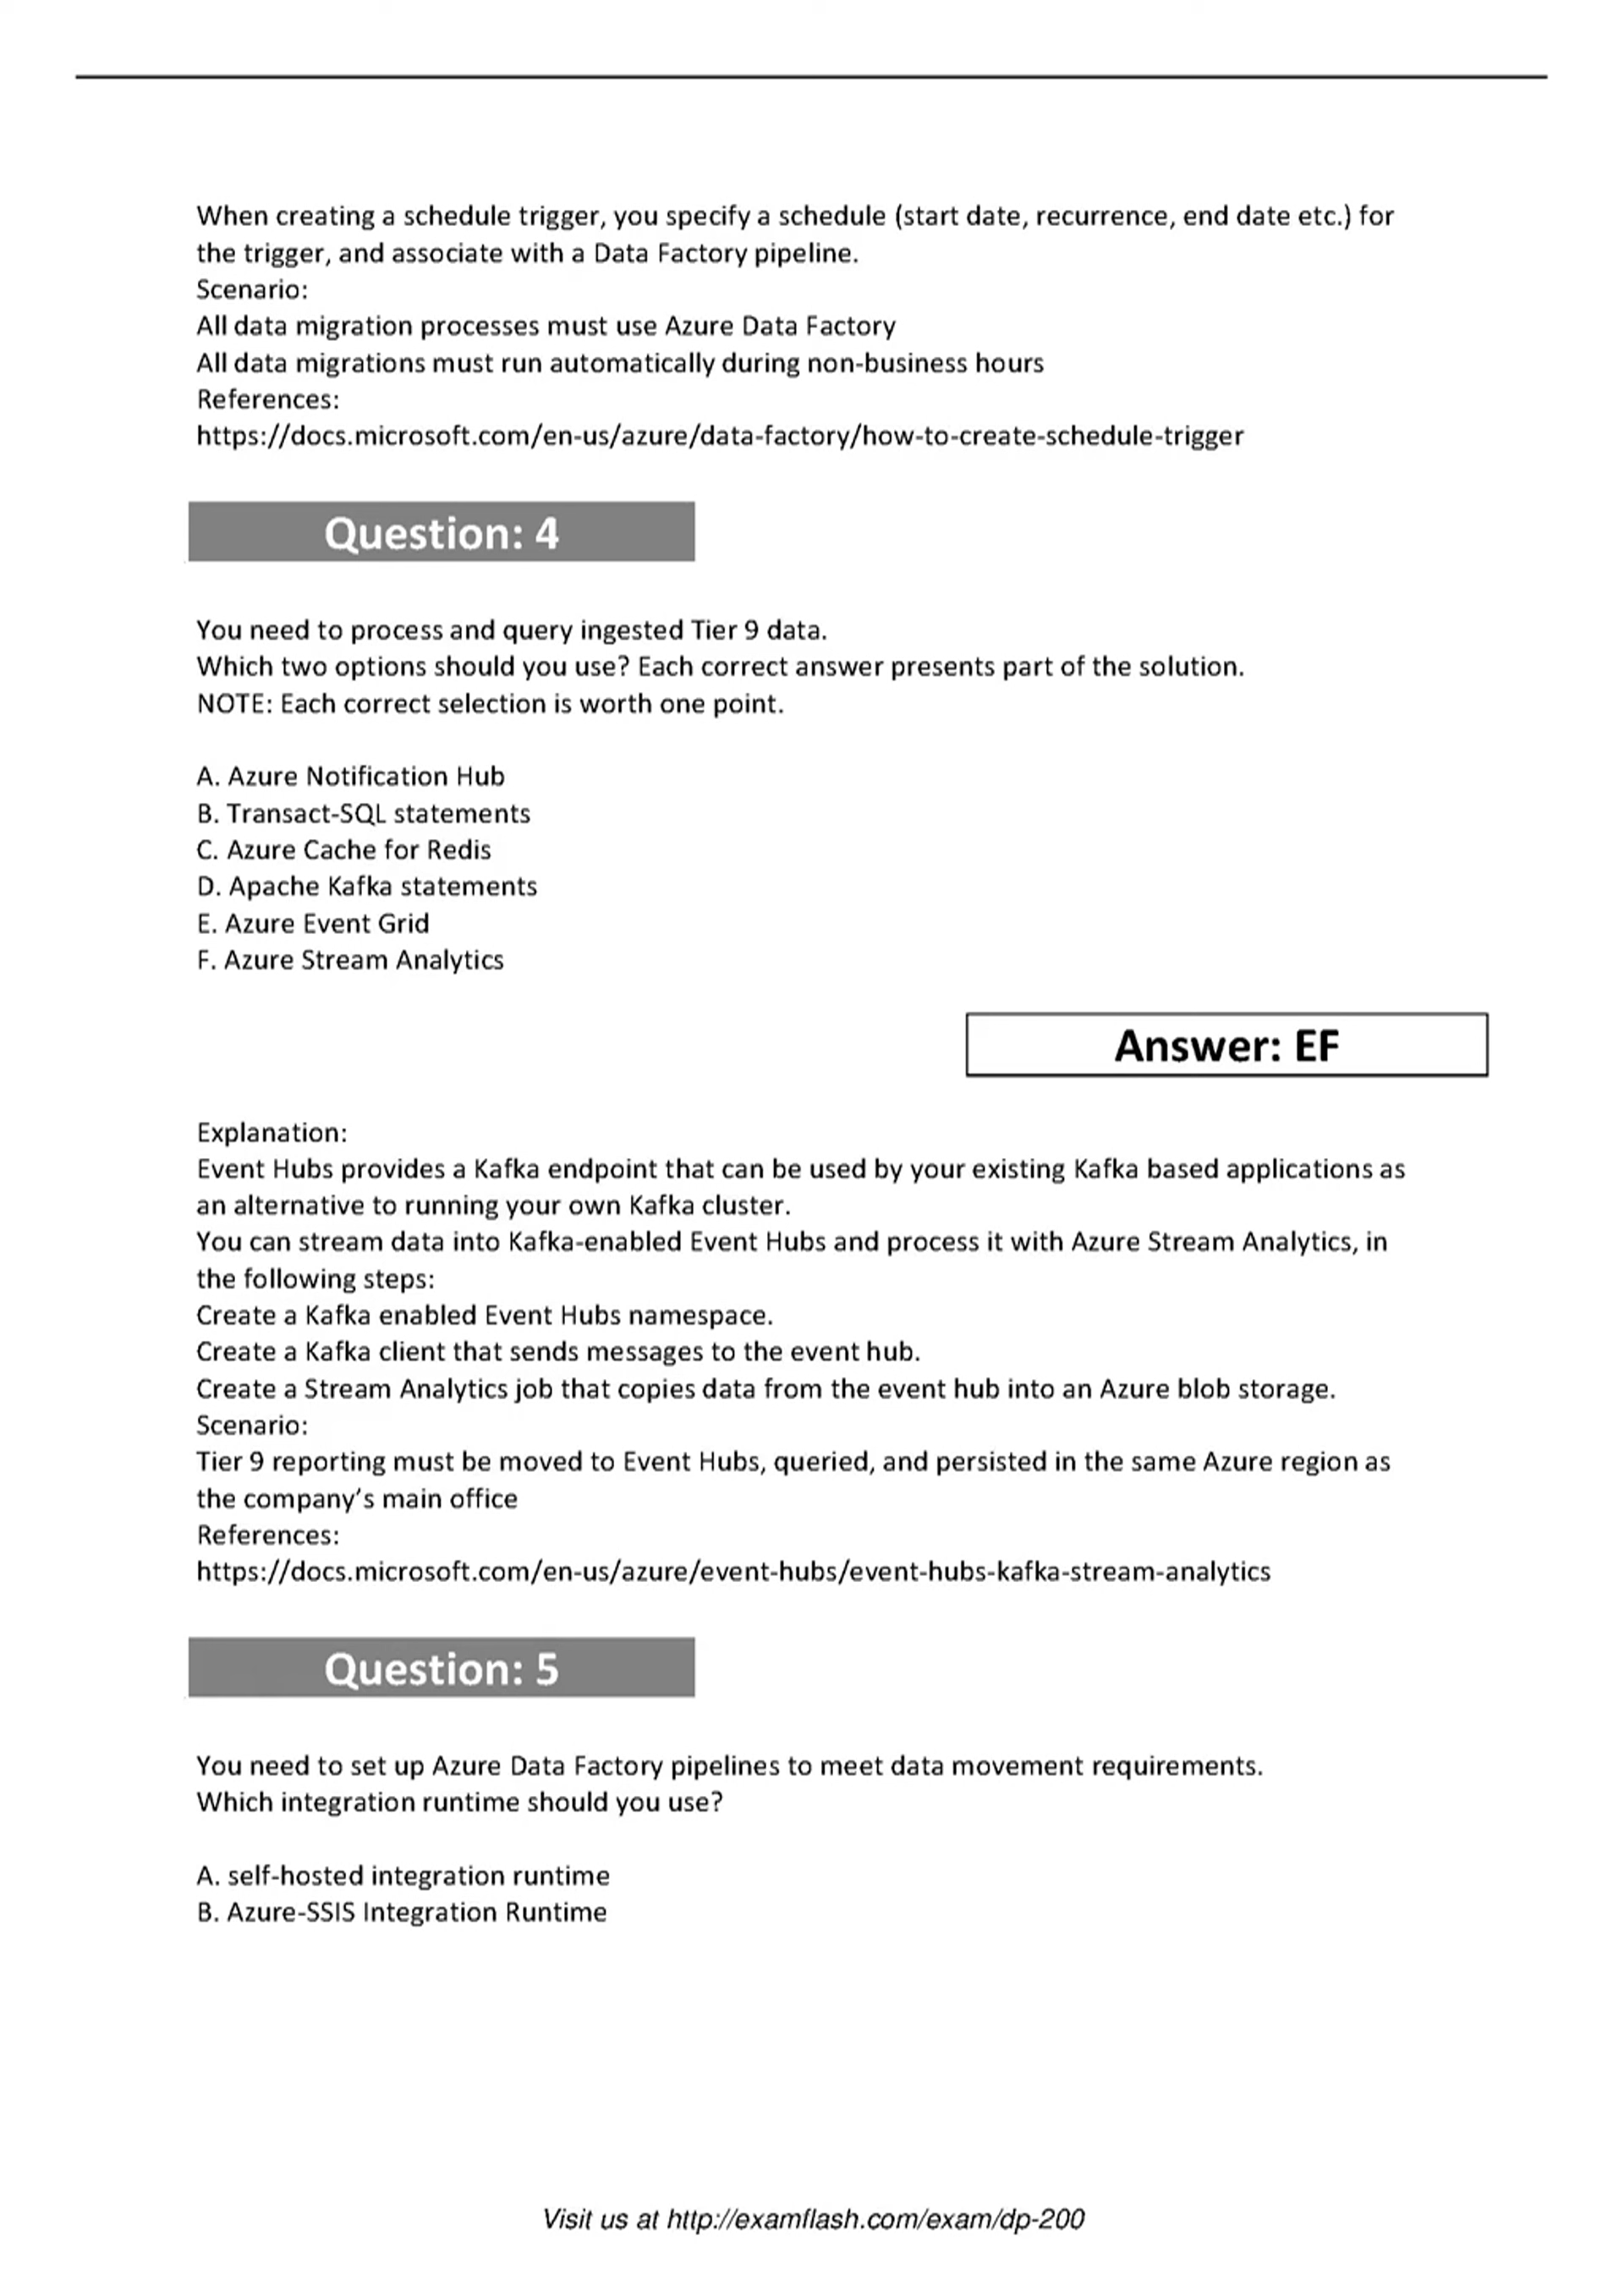 When creating a schedule trigger, you specify a schedule (start date, recurrence, end date etc.) for
the trigger, and associate with a Data Factory pipeline.
Scenario:
All data migration processes must use Azure Data Factory
All data migrations must run automatically during non-business hours
References:
https://docs.microsoft.com/en-us/azure/data-factory/how-to-create-schedule-trigger
Question: 4
You need to process and query ingested Tier 9 data.
Which two options should you use? Each correct answer presents part of the solution.
NOTE: Each correct selection is worth one point.
A. Azure Notification Hub
B. Transact-SQL statements
C. Azure Cache for Redis
D. Apache Kafka statements
E. Azure Event Grid
F. Azure Stream Analytics
Answer: EF
Explanation:
Event Hubs provides a Kafka endpoint that can be used by your existing Kafka based applications as
an alternative to running your own Kafka cluster.
You can stream data into Kafka-enabled Event Hubs and process it with Azure Stream Analytics, in
the following steps:
Create a Kafka enabled Event Hubs namespace.
Create a Kafka client that sends messages to the event hub.
Create a Stream Analytics job that copies data from the event hub into an Azure blob storage.
Scenario:
Tier 9 reporting must be moved to Event Hubs, queried, and persisted in the same Azure region as
the company’s main office
References:
https://docs.microsoft.com/en-us/azure/event-hubs/event-hubs-kafka-stream-analytics
Question: 5
You need to set up Azure Data Factory pipelines to meet data movement requirements.
Which integration runtime should you use?
A. self-hosted integration runtime
B. Azure-SSIS Integration Runtime
Visit us at http://examflash.com/exam/dp-200